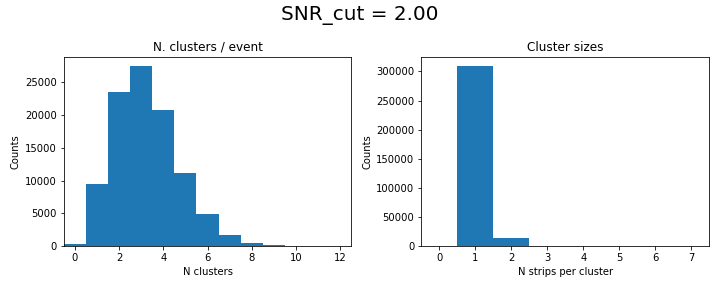 SNR_cut = 2.00
N. clusters / event
Cluster sizes
Counts
25000
20000
15000
10000
5000
0
0 2 4 6 8 10 12
N clusters
Counts
300000
250000
200000
150000
100000
50000
0
0 1 2 3 4 5 6 7
N strips per cluster